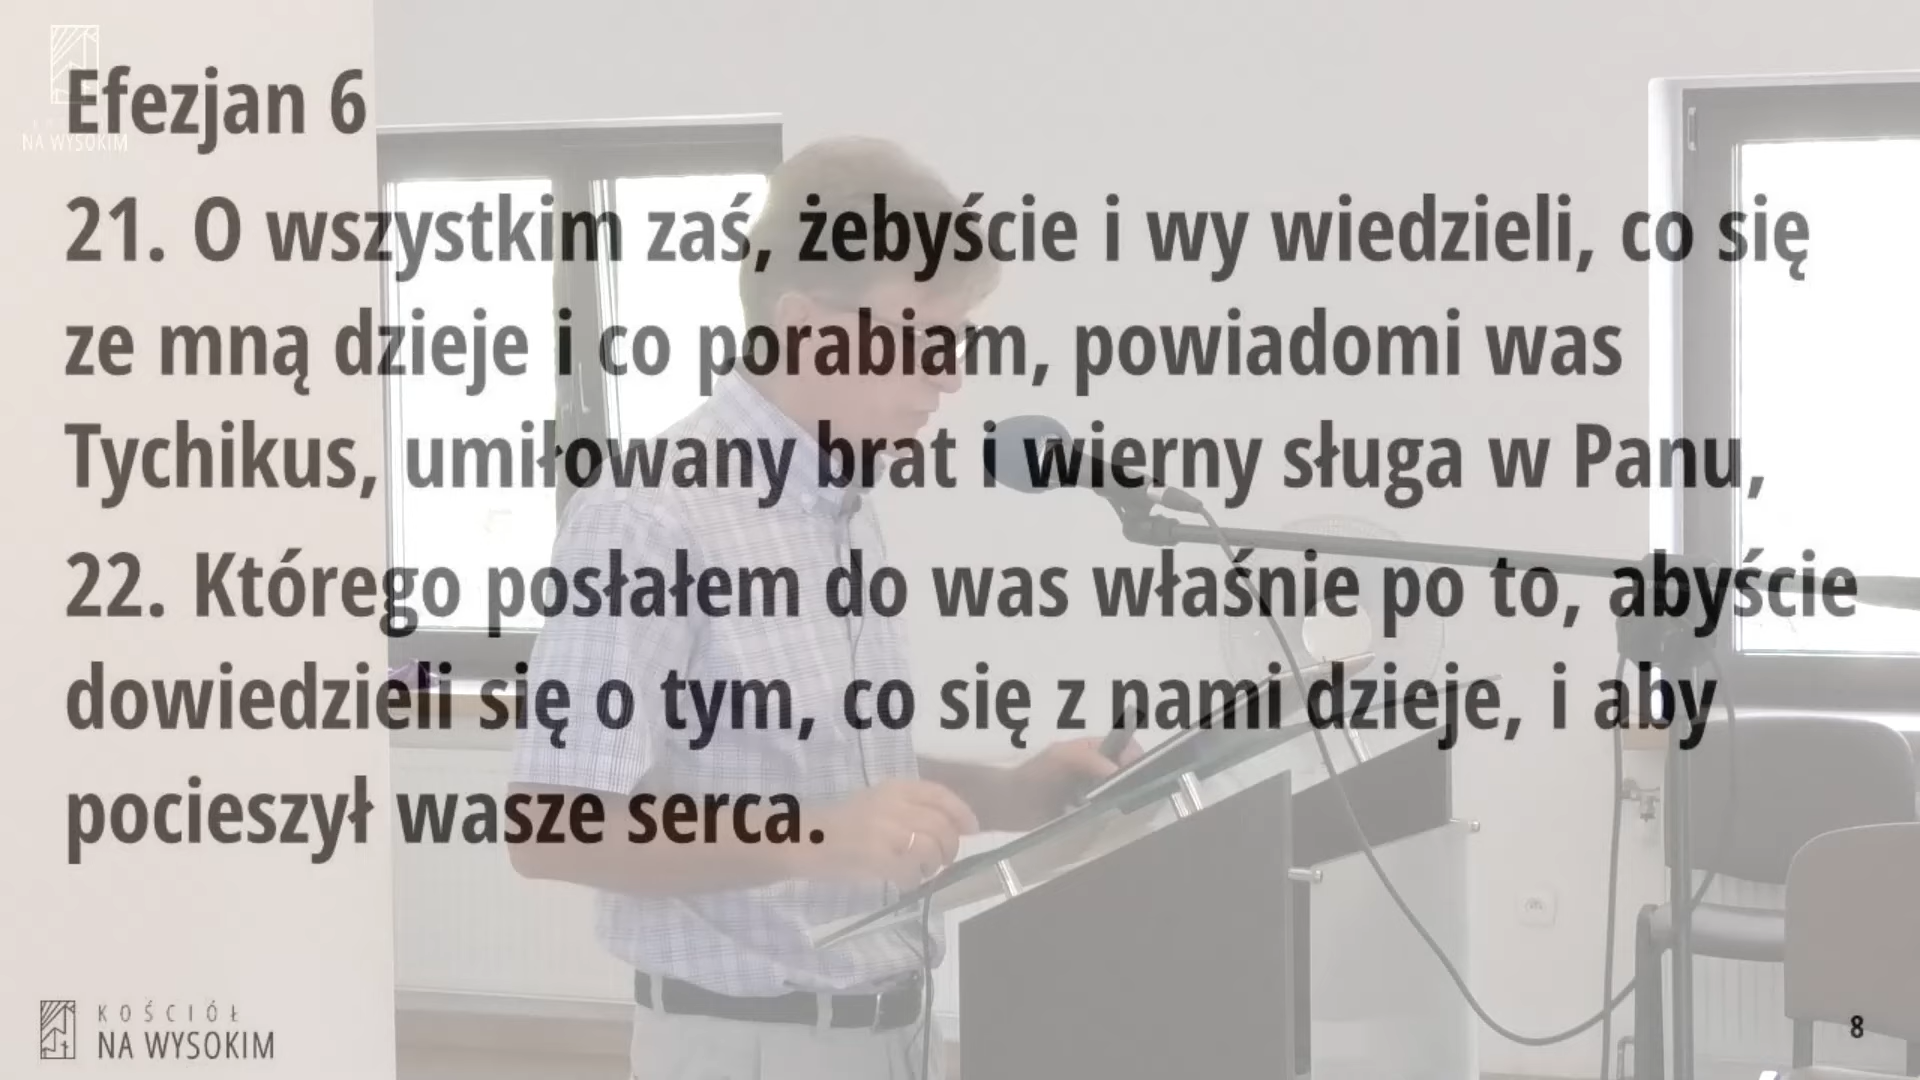 Efezjan 6
NA WYSOKIM
21. O wszystkim zaś, żebyście i wy wiedzieli, co się
ze mną dzieje i co porabiam, powiadomi was
Tychikus, umiłowany brat i wierny sługa w Panu,
22. Którego posłałem do was właśnie po to, abyście
dowiedzieli się o tym, co się z nami dzieje, i aby
pocieszył wasze serca.
KOŚCIÓŁ
NA WYSOKIM
8